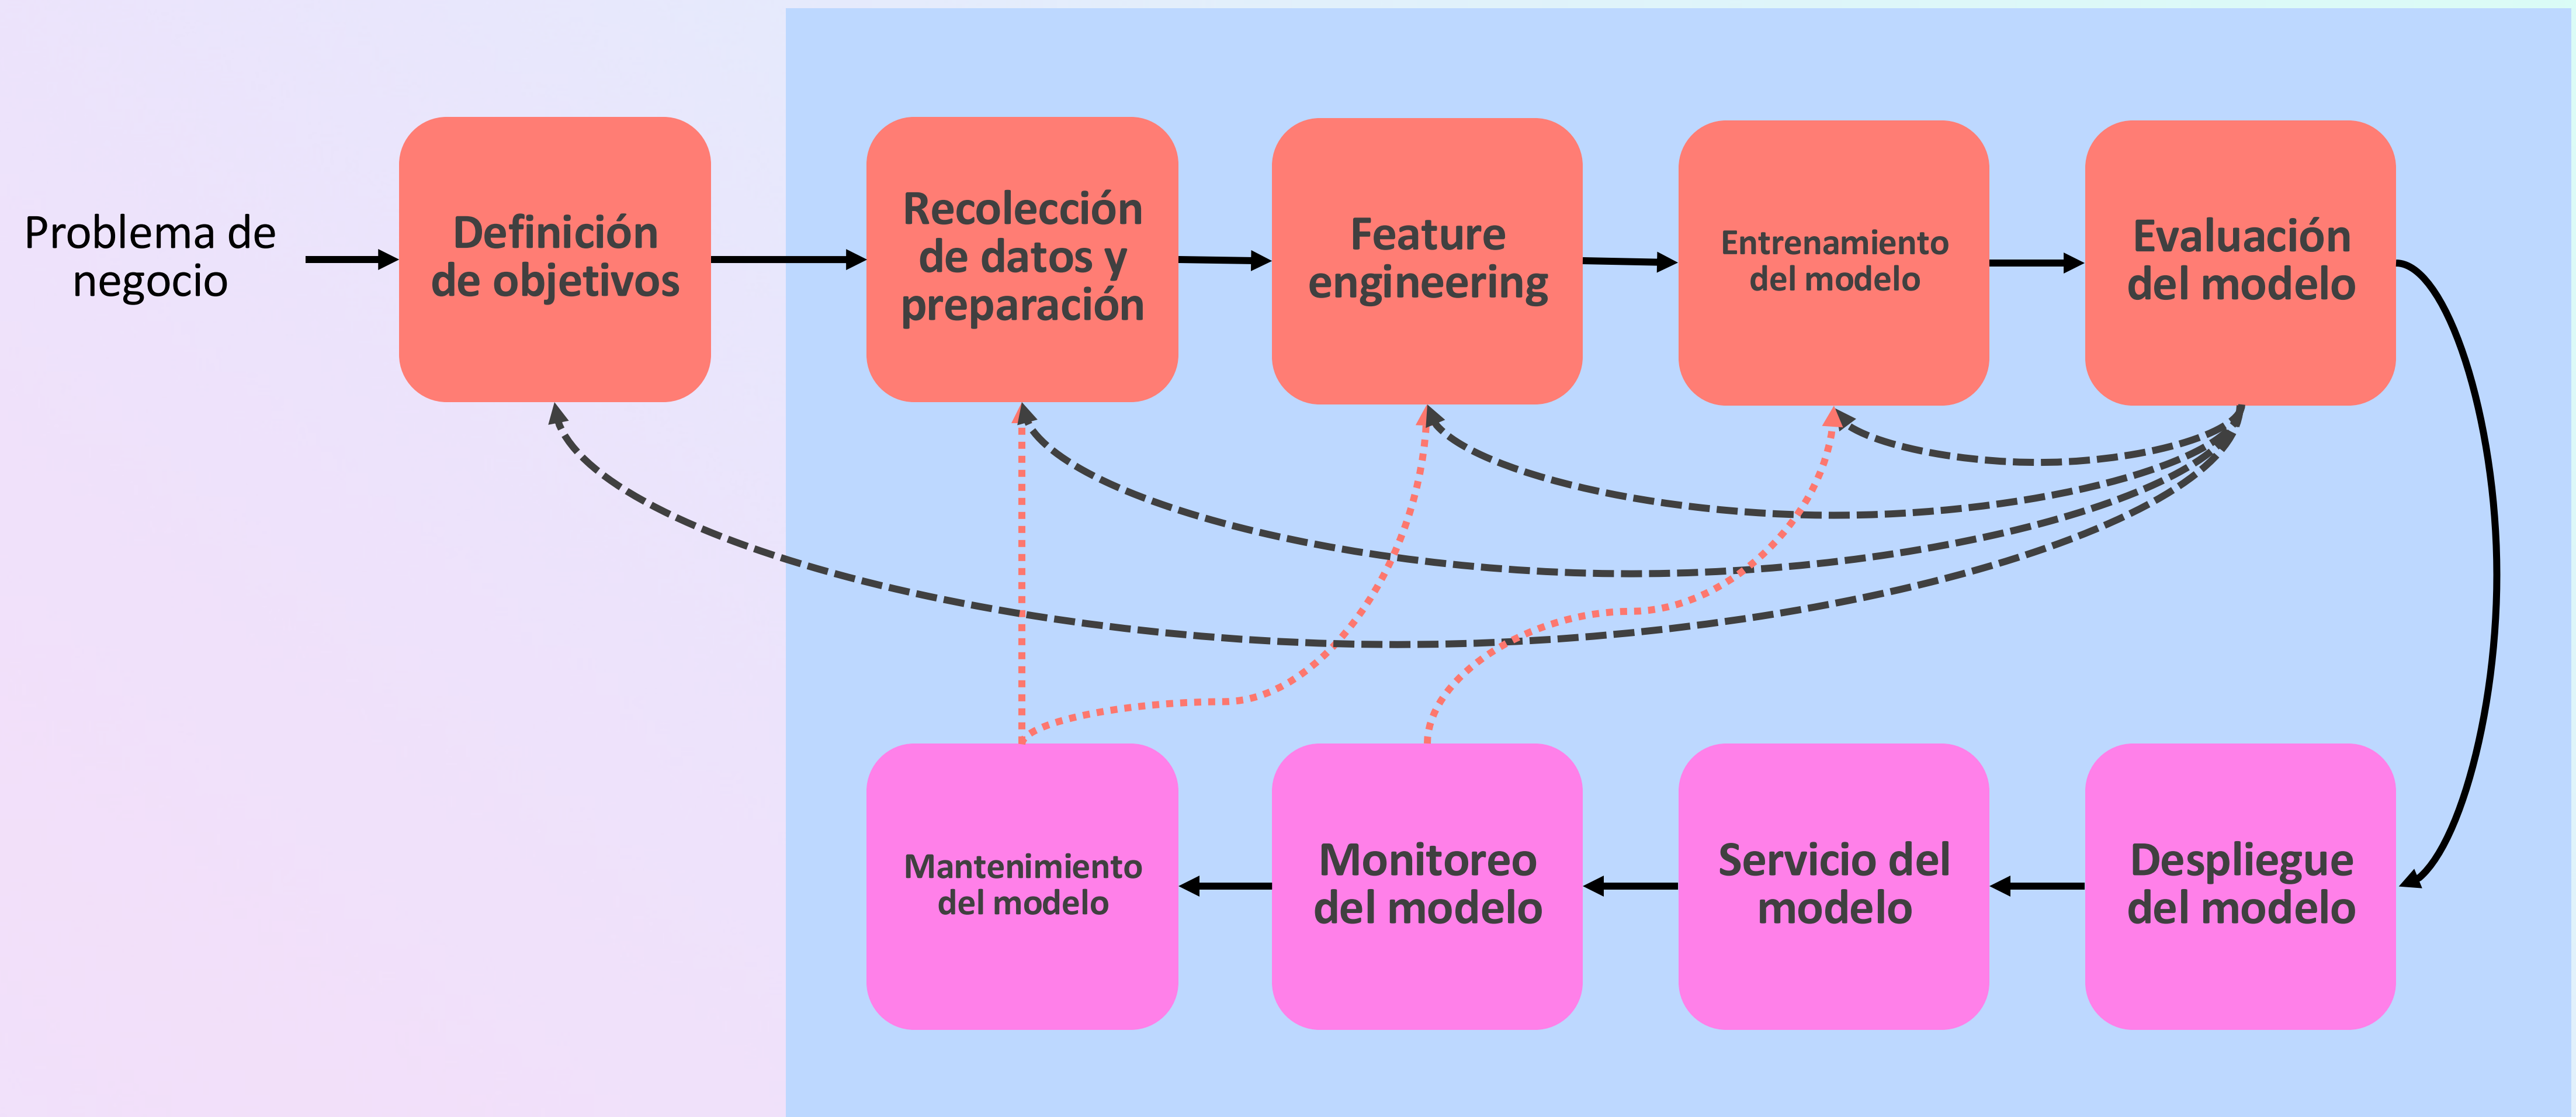 Problema de
negocio
Definición
de objetivos
Recolección
de datos y
preparación
Feature
engineering
Entrenamiento
del modelo
Evaluación
del modelo
Mantenimiento
del modelo
Monitoreo
del modelo
Servicio del
modelo
Despliegue
del modelo